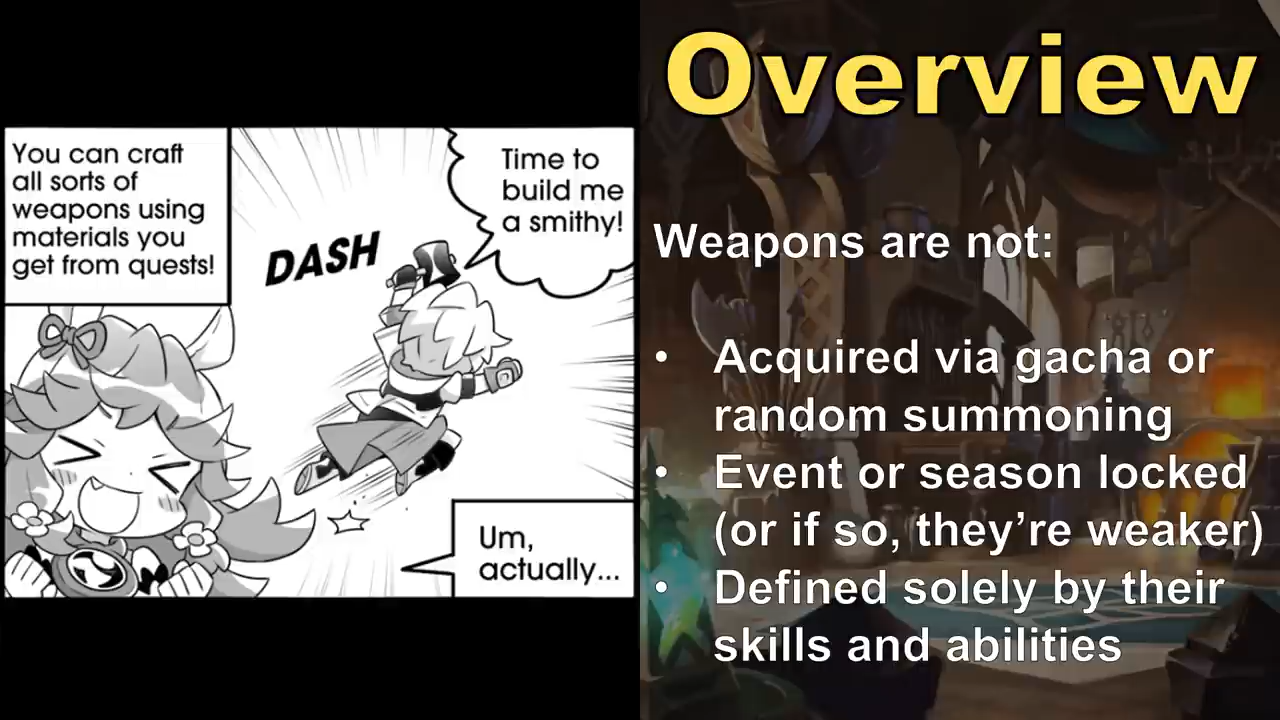 You can craft
all sorts of
weapons using
materials you
get from quests!
DASH
Time to
build me
a smithy!
Um,
actually...
Overview
Weapons are not:
• Acquired via gacha or
random summoning
• Event or season locked
(or if so, they’re weaker)
• Defined solely by their
skills and abilities